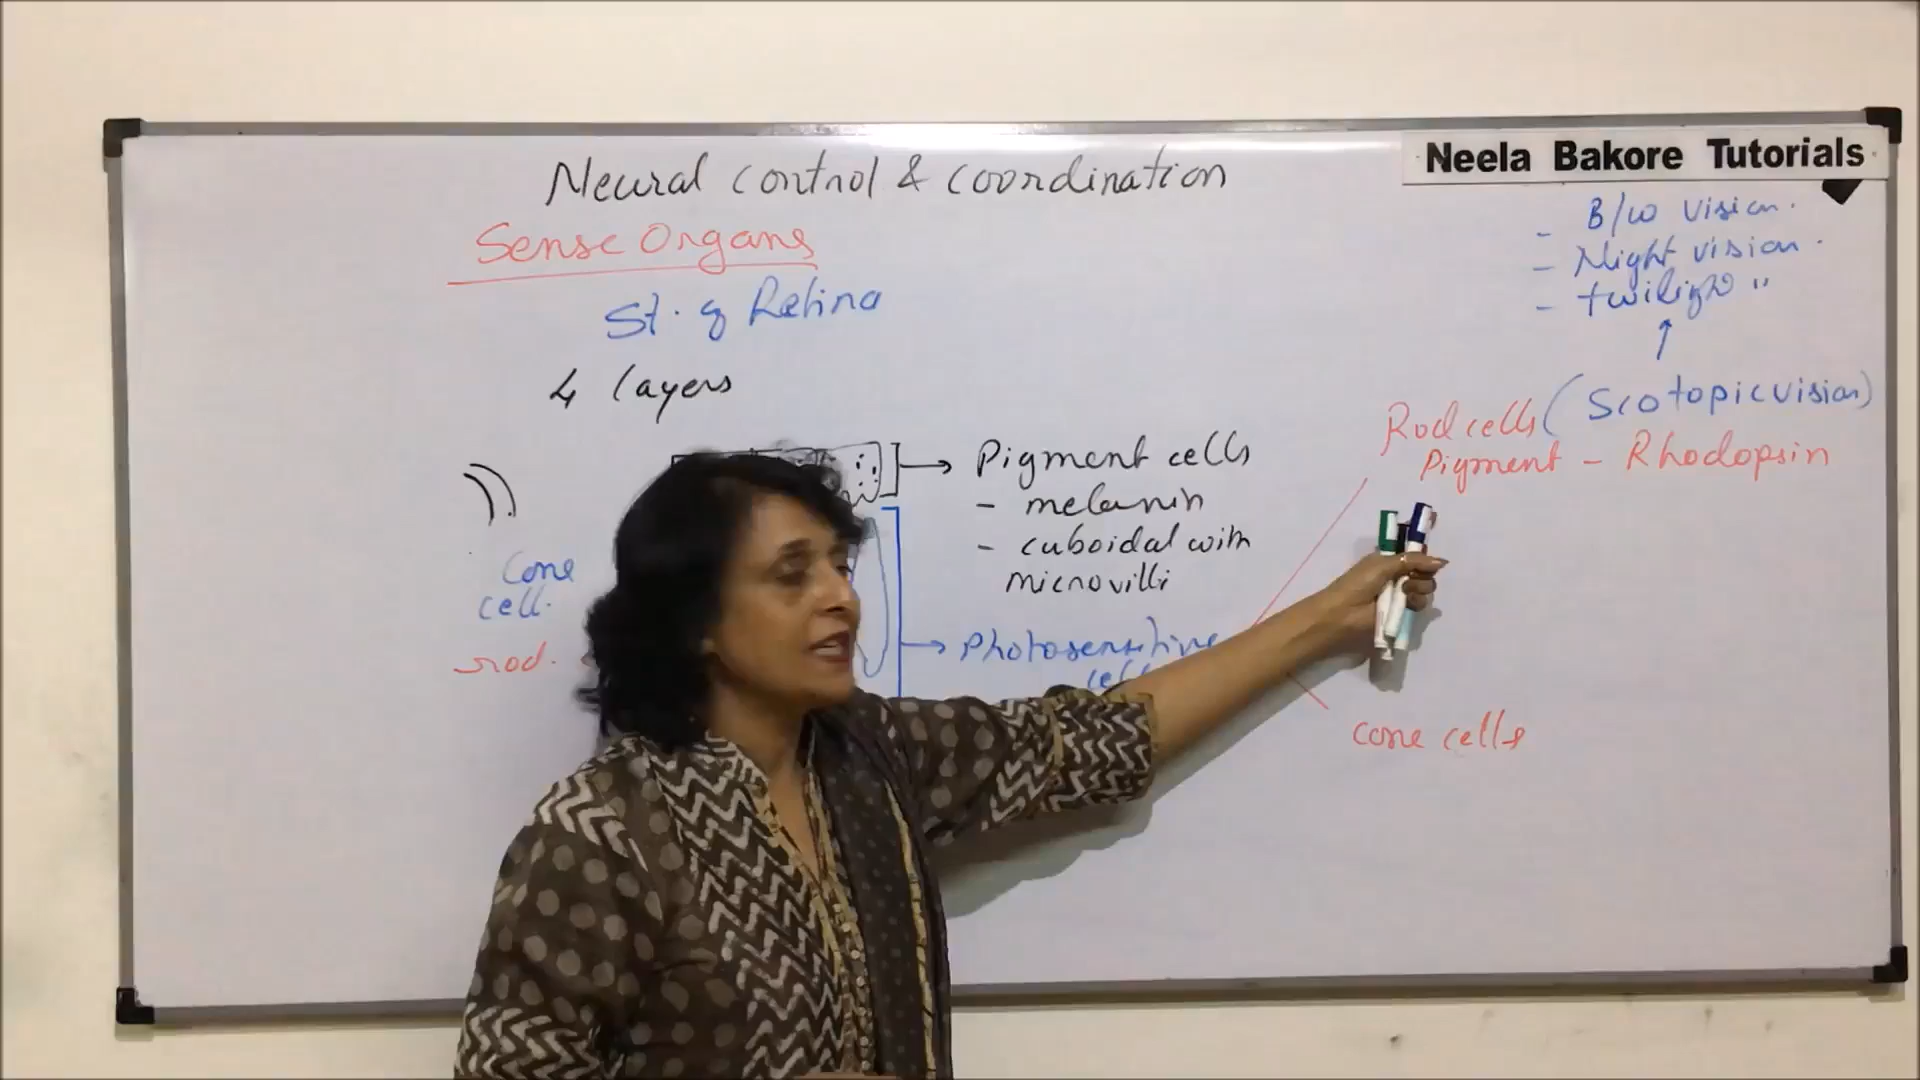 Neela Bakore Tutorials
Neural control & coordination
Sense Organs
St. of Retina
4 layers
- B/W vision.
- Night vision.
- twilight "
Rod cells (Scotopic vision)
Pigment - Rhodopsin
Pigment cells
- melanin
- cuboidal with
microvilli
Cone
cell.
rod.
Photosensitive
cell
cone cells